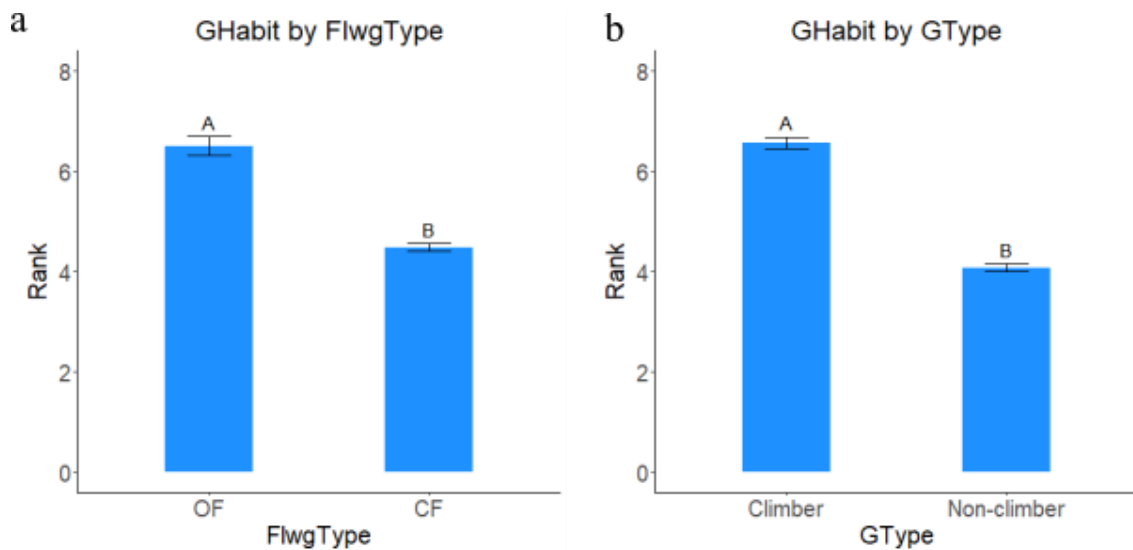 a
GHabit by FlwgType
8
6
4
2
0
Rank
A
B
OF
CF
FlwgType
b
GHabit by GType
8
6
4
2
0
Rank
A
B
Climber
Non-climber
GType